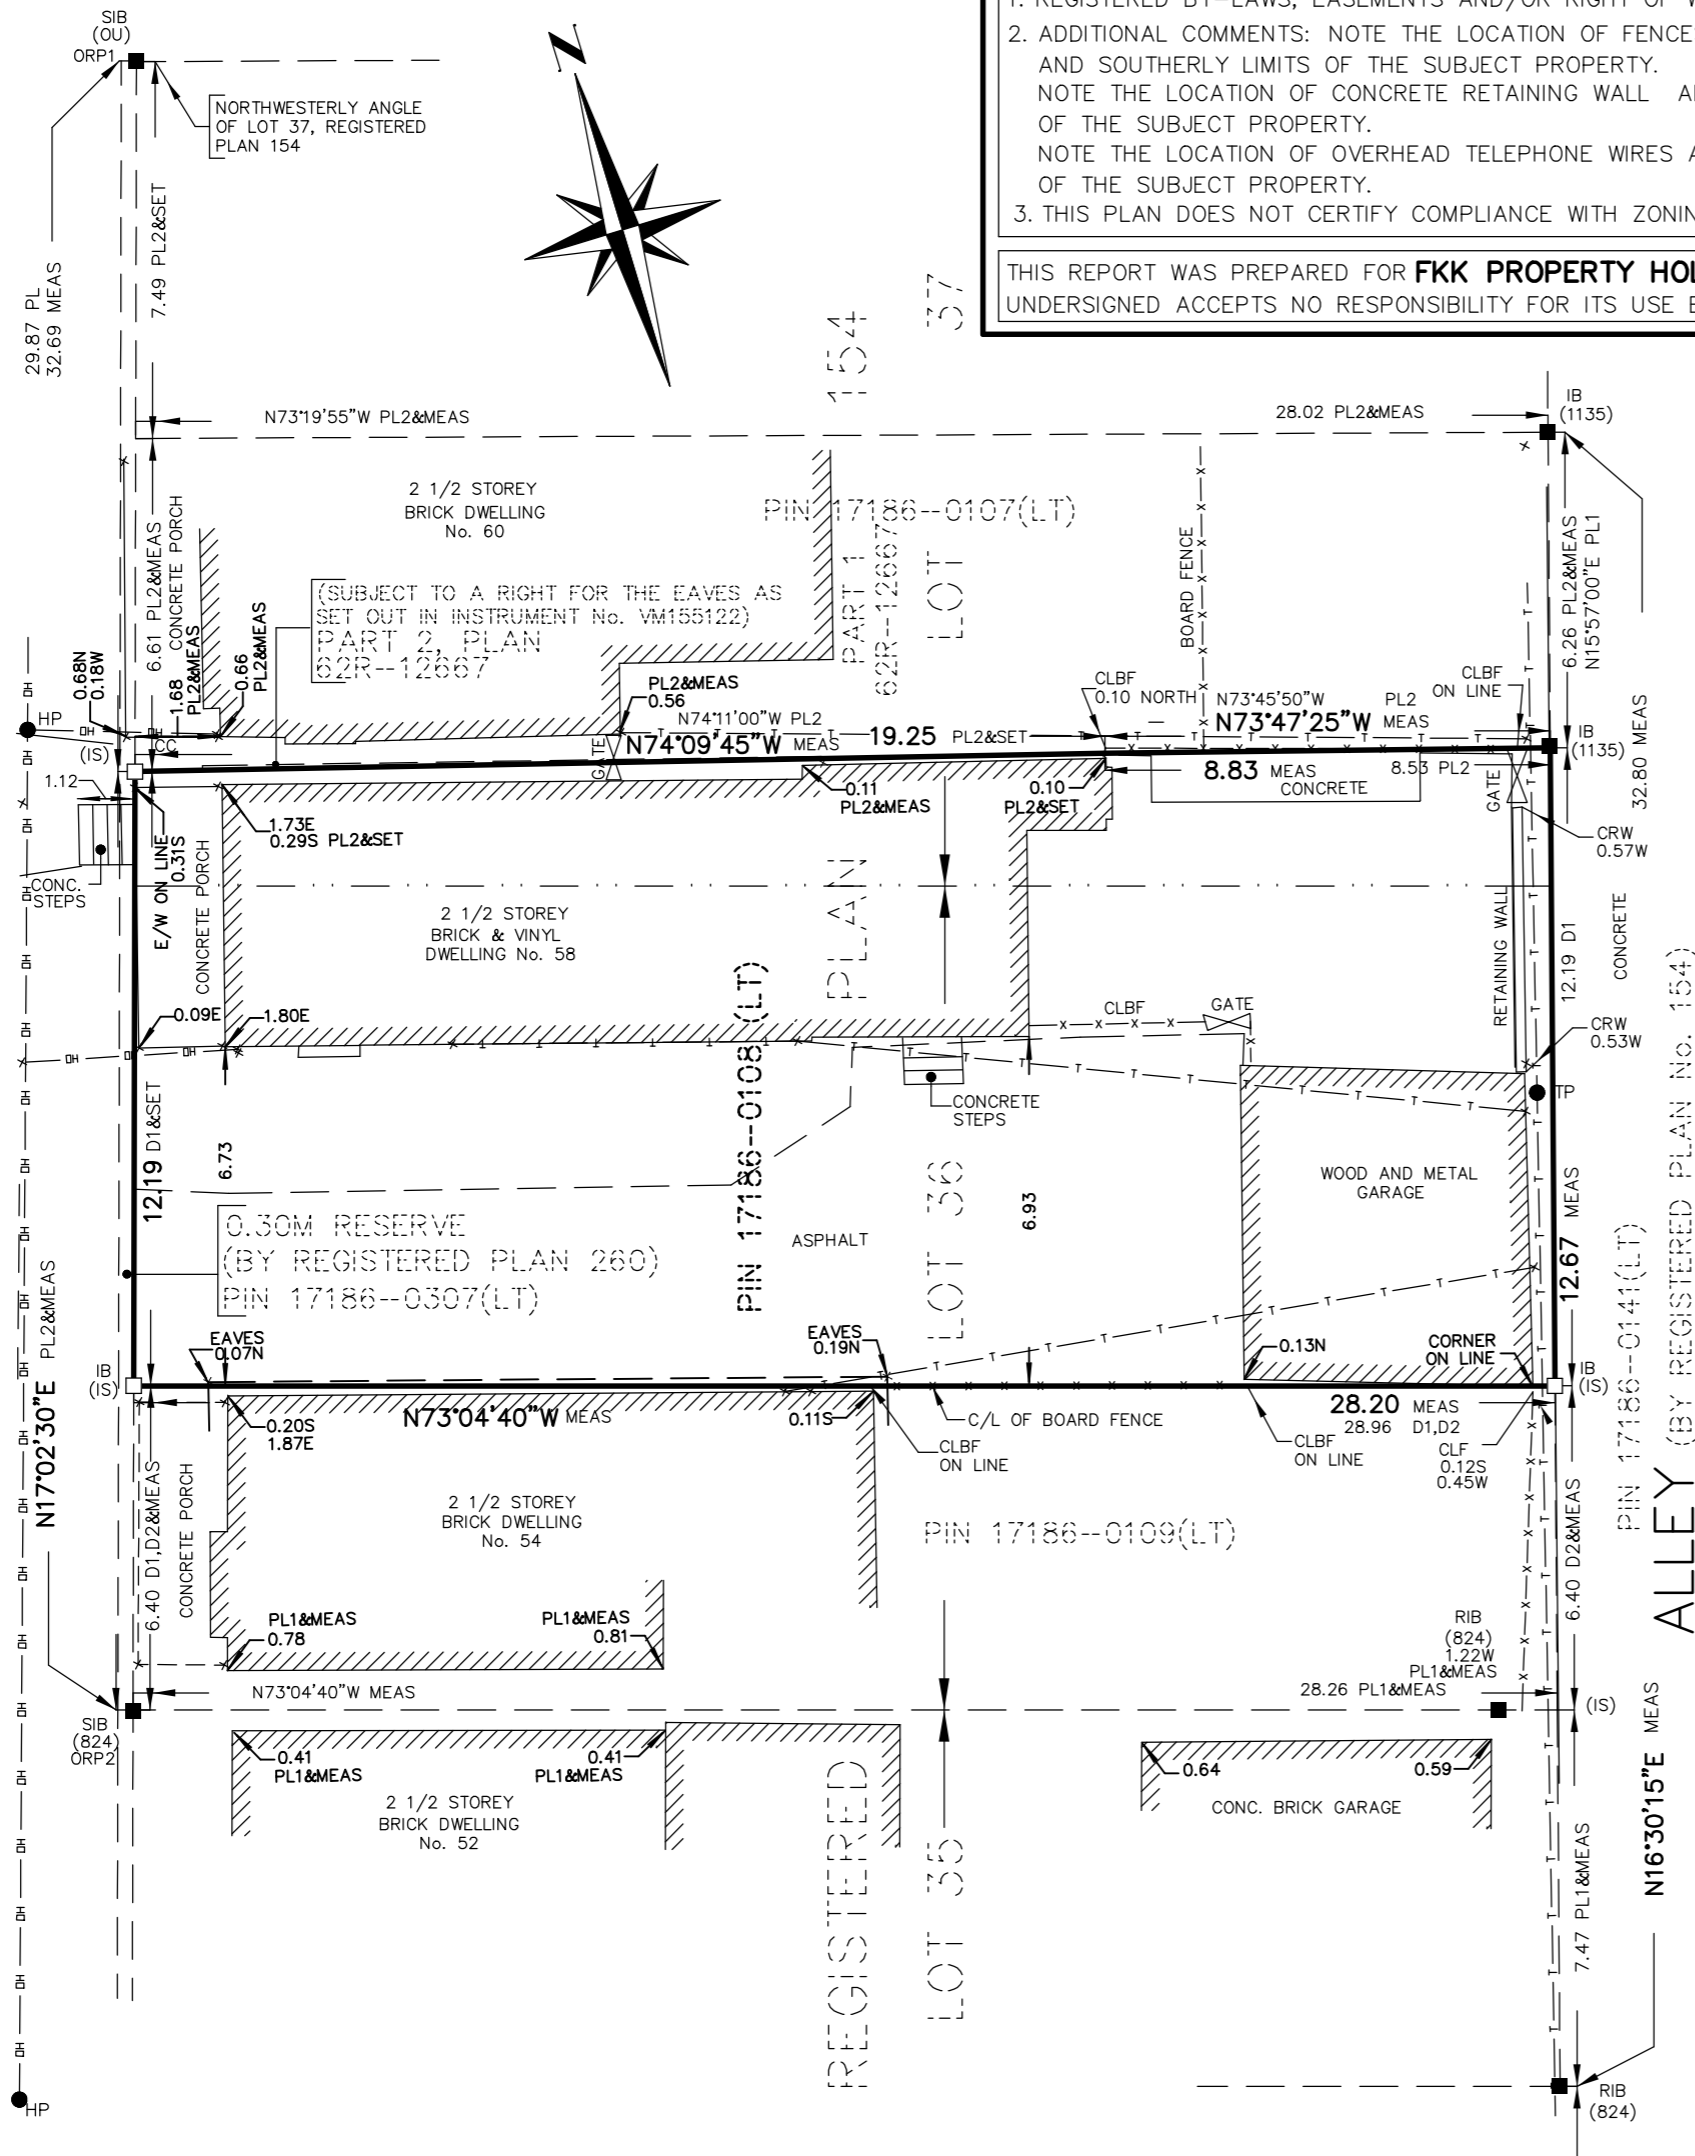 1. REGISTERED BY-LAWS, EASEMENTS AND/OR RIGHT OF
2. ADDITIONAL COMMENTS: NOTE THE LOCATION OF
AND SOUTHERLY LIMITS OF THE SUBJECT PROPERTY.
NOTE THE LOCATION OF CONCRETE RETAINING WALL
OF THE SUBJECT PROPERTY.
NOTE THE LOCATION OF OVERHEAD TELEPHONE WIRES
OF THE SUBJECT PROPERTY.
3. THIS PLAN DOES NOT CERTIFY COMPLIANCE WITH
THIS REPORT WAS PREPARED FOR FKK PROPERTY
UNDERSIGNED ACCEPTS NO RESPONSIBILITY FOR ITS USE
SIB
(OU)
ORP1
NORTHWESTERLY ANGLE
OF LOT 37, REGISTERED
PLAN 154
N
7.49 PL2&SET
29.87 PL
32.69 MEAS
154
37
N73°19'55"W PL2&MEAS
28.02 PL2&MEAS
IB
(1135)
2 1/2 STOREY
BRICK DWELLING
No. 60
PIN 17186-0107(LT)
PART 1
62R-12667
LOT
BOARD FENCE
6.61 PL2&MEAS
CONCRETE PORCH
6.26 PL2&MEAS
N15°57'00"E PL1
32.80 MEAS
(SUBJECT TO A RIGHT FOR THE EAVES AS
SET OUT IN INSTRUMENT No. VM155122)
PART 2, PLAN
62R-12667
0.68N
0.18W
1.68
PL2&MEAS
0.66
PL2&MEAS
PL2&MEAS
0.56
HP
OH
(IS)
CC
1.12
N74°11'00"W PL2
N74°09'45"W MEAS
19.25 PL2&SET
GATE
CLBF
0.10 NORTH
N73°45'50"W PL2
N73°47'25"W MEAS
CLBF
ON LINE
IB
(1135)
8.83 MEAS
8.53 PL2
CONCRETE
GATE
0.11
PL2&MEAS
0.10
PL2&SET
1.73E
0.29S PL2&SET
E/W ON LINE
0.31S
CONC.
STEPS
CONCRETE PORCH
CRW
0.57W
2 1/2 STOREY
BRICK & VINYL
DWELLING No. 58
PLAN
RETAINING WALL
12.19 D1
CONCRETE
0.09E
1.80E
CLBF
GATE
CRW
0.53W
TP
CONCRETE
STEPS
12.19 D1&SET
6.73
PIN 17186-0108 (LT)
LOT 36
6.93
ASPHALT
WOOD AND METAL
GARAGE
12.67 MEAS
0.30M RESERVE
(BY REGISTERED PLAN 260)
PIN 17186-0307(LT)
N17°02'30"E PL2&MEAS
ALLEY (BY REGISTERED PLAN No. 154)
PIN 17186-0141(LT)
EAVES
0.07N
EAVES
0.19N
0.13N
CORNER
ON LINE
IB
(IS)
IB
(IS)
N73°04'40"W MEAS
0.20S
1.87E
0.11S
C/L OF BOARD FENCE
CLBF
ON LINE
CLBF
ON LINE
28.20 MEAS
28.96 D1,D2
CLF
0.12S
0.45W
6.40 D1,D2&MEAS
CONCRETE PORCH
2 1/2 STOREY
BRICK DWELLING
No. 54
PIN 17186-0109(LT)
6.40 D2&MEAS
PL1&MEAS
0.78
PL1&MEAS
0.81
RIB
(824)
1.22W
PL1&MEAS
N73°04'40"W MEAS
28.26 PL1&MEAS
(IS)
SIB
(824)
ORP2
0.41
PL1&MEAS
0.41
PL1&MEAS
0.64
0.59
2 1/2 STOREY
BRICK DWELLING
No. 52
REGISTERED
LOT 35
CONC. BRICK GARAGE
7.47 PL1&MEAS
N16°30'15"E MEAS
HP
RIB
(824)